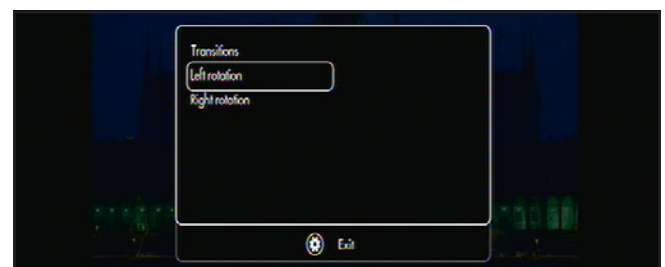 Transitions
Left rotation
Right rotation
Exit